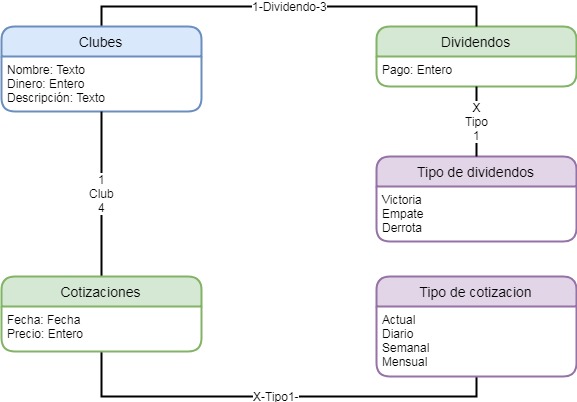 1-Dividendo-3
Clubes
Nombre: Texto
Dinero: Entero
Descripción: Texto
Dividendos
Pago: Entero
X
Tipo
1
Tipo de dividendos
Victoria
Empate
Derrota
1
Club
4
Cotizaciones
Fecha: Fecha
Precio: Entero
Tipo de cotizacion
Actual
Diario
Semanal
Mensual
X-Tipo1-